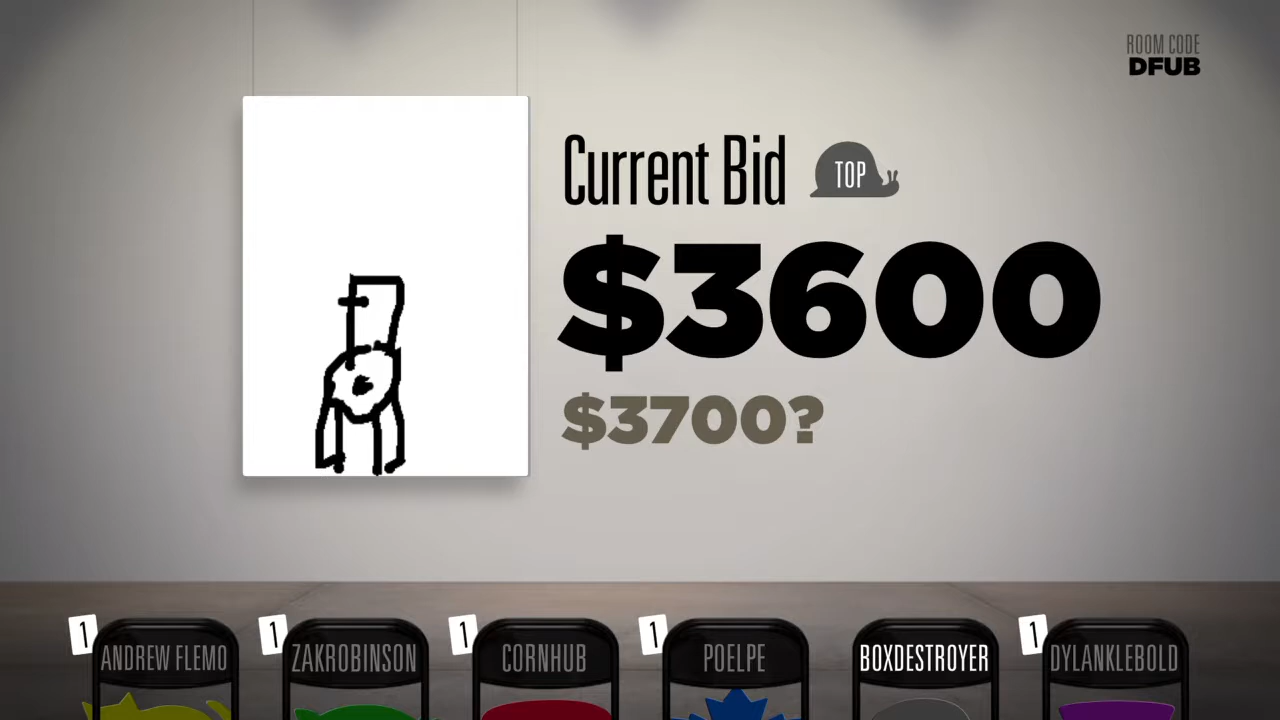 ROOM CODE
DFUB
Current Bid
TOP
$3600
$3700?
1 ANDREW FLEMO
1 ZAKROBINSON
1 CORNHUB
1 POELPE
BOXDESTROYER
1 DYLANKLEBOLD